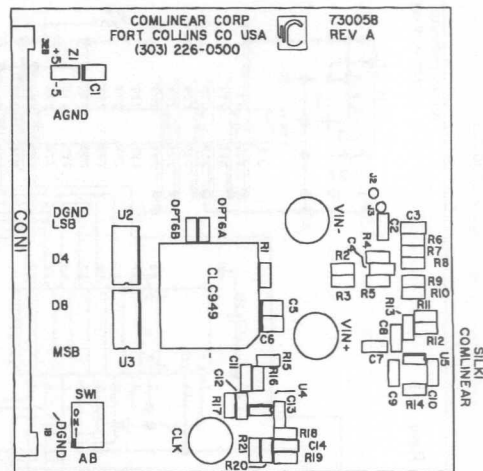 COMLINEAR CORP
FORT COLLINS CO USA
(303) 226-0500
730058
REV A
+5
-5
Z1
C1
AGND
CON1
DGND
LSB
D4
D8
MSB
DGND
1B
U2
U3
OPT6B
OPT6A
R1
CLC949
C5
C6
VIN-
VIN+
J2
J3
C2
C3
R4
C4
R2
R3
R5
R6
R7
R8
R9
R10
R11
R12
R13
C8
C7
U5
C9
C10
R14
SILK1
COMLINEAR
SW1
ON
AB
R15
R16
C11
C12
R17
U4
C13
CLK
R21
R20
R18
C14
R19